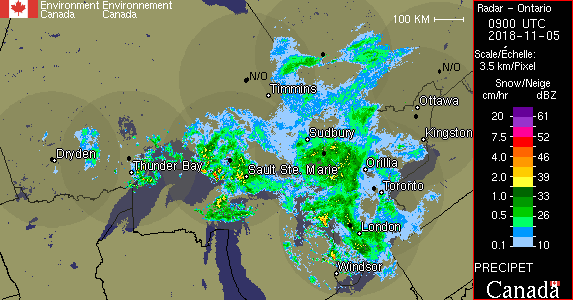 Environment Environnement
Canada Canada
100 KM
N/O
N/O
Timmins
Ottawa
Sudbury
Kingston
Dryden
Thunder Bay
Sault Ste. Marie
Orillia
Toronto
London
Windsor
Radar - Ontario
0900 UTC
2018-11-05
Scale/Échelle:
3.5 km/Pixel
Snow/Neige
cm/hr dBZ
20 61
7.5 52
4.0 46
2.0 39
1.0 33
0.5 26
0.1 10
PRECIPET
Canada